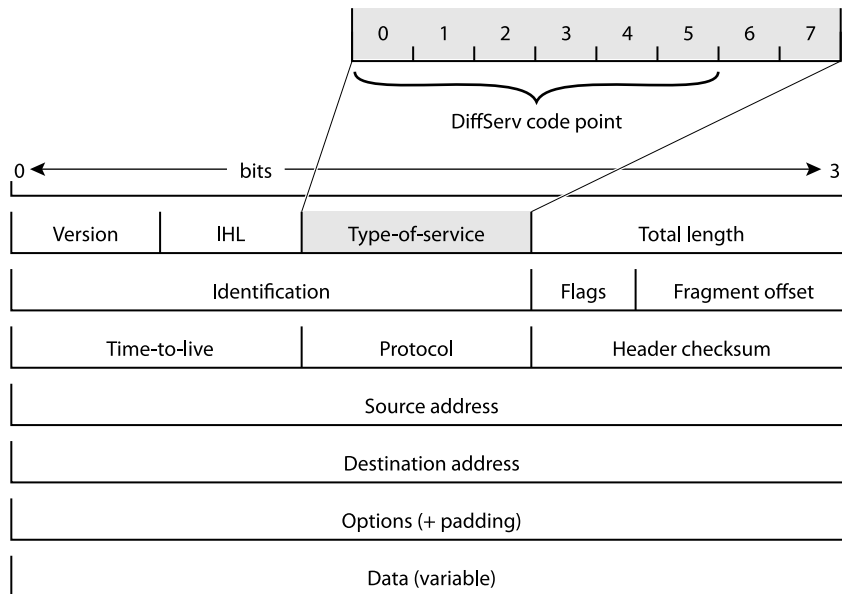 0 1 2 3 4 5 6 7
DiffServ code point
0 bits 3
Version IHL Type-of-service Total length
Identification Flags Fragment offset
Time-to-live Protocol Header checksum
Source address
Destination address
Options (+ padding)
Data (variable)